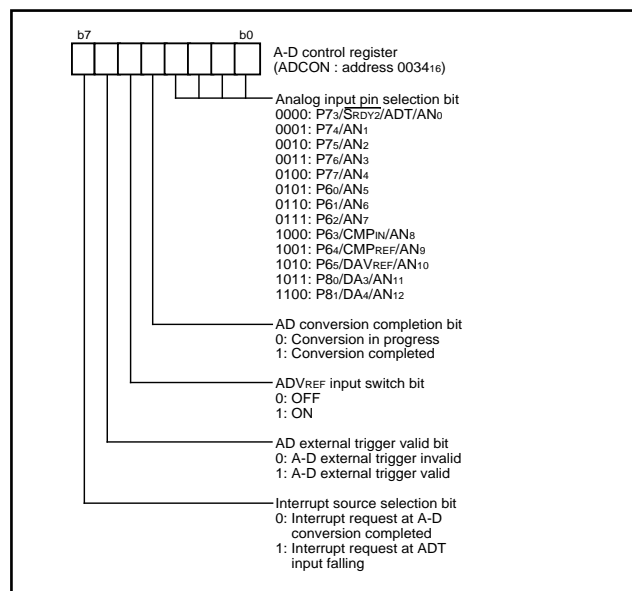 b7 b0
A-D control register
(ADCON : address 0034₁₆)
Analog input pin selection bit
0000: P7₃/S̅R̅D̅Y̅2̅/ADT/AN₀
0001: P7₄/AN₁
0010: P7₅/AN₂
0011: P7₆/AN₃
0100: P7₇/AN₄
0101: P6₀/AN₅
0110: P6₁/AN₆
0111: P6₂/AN₇
1000: P6₃/CMPIN/AN₈
1001: P6₄/CMPREF/AN₉
1010: P6₅/DAVREF/AN₁₀
1011: P8₀/DA₃/AN₁₁
1100: P8₁/DA₄/AN₁₂
AD conversion completion bit
0: Conversion in progress
1: Conversion completed
ADVREF input switch bit
0: OFF
1: ON
AD external trigger valid bit
0: A-D external trigger invalid
1: A-D external trigger valid
Interrupt source selection bit
0: Interrupt request at A-D
conversion completed
1: Interrupt request at ADT
input falling